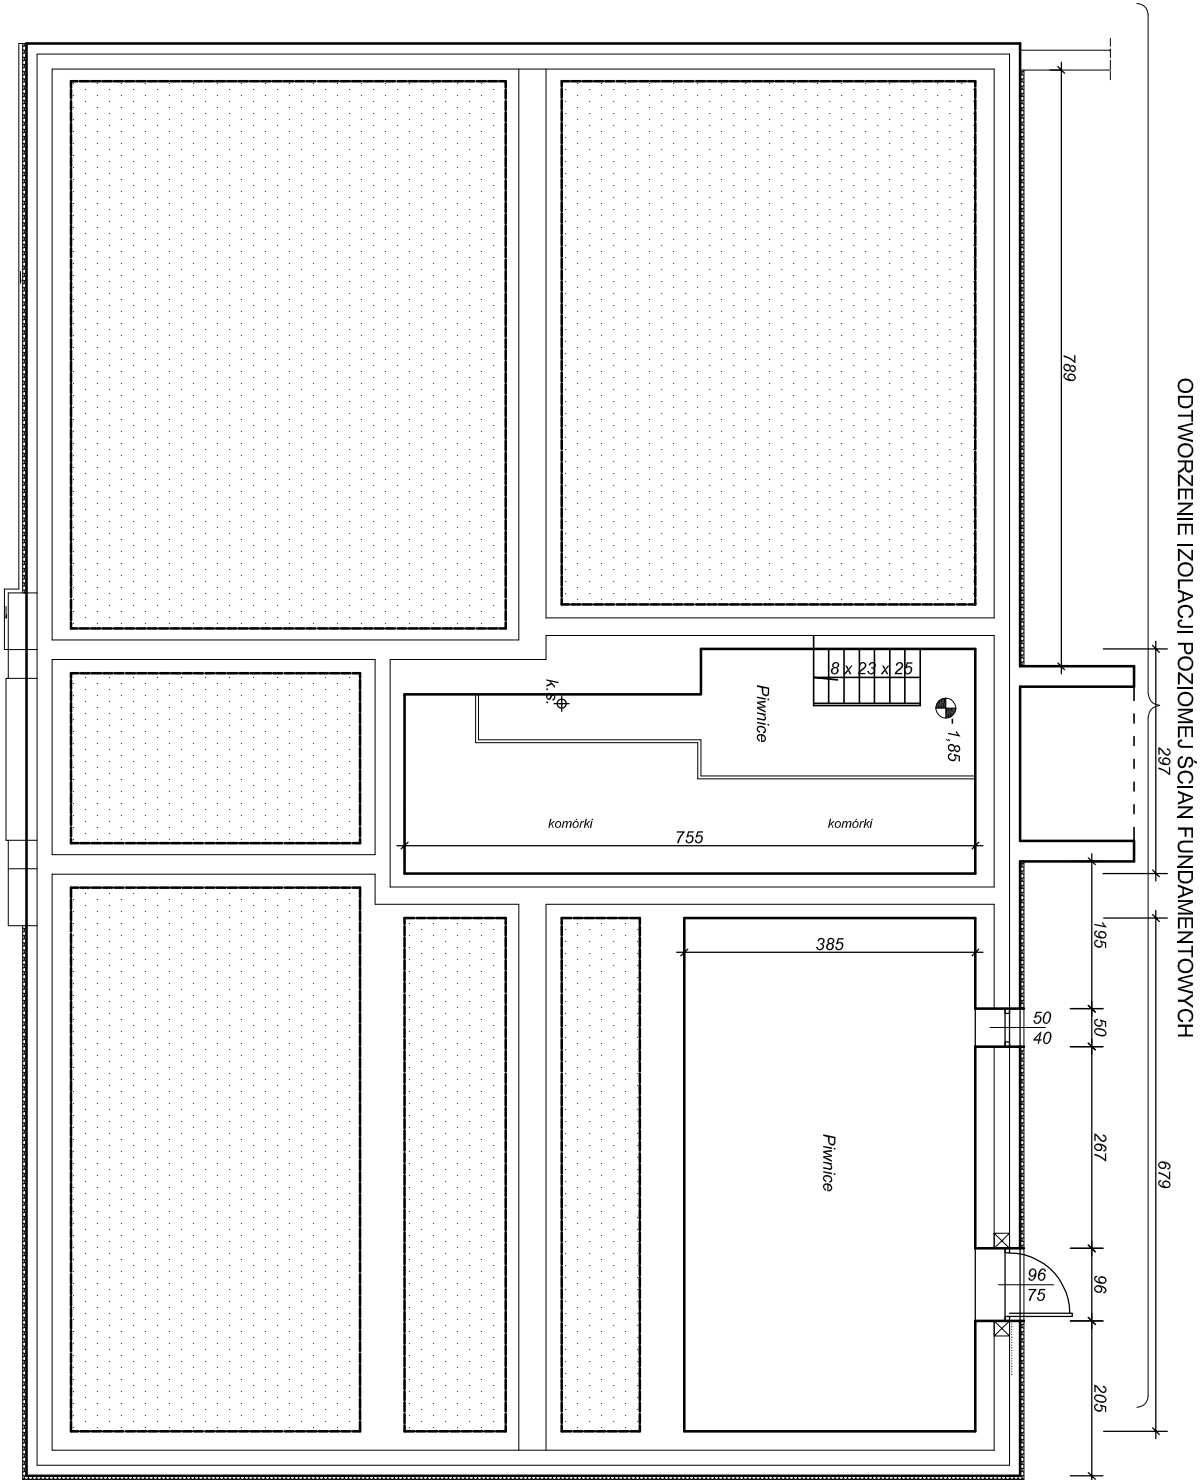 ODTWORZENIE IZOLACJI POZIOMEJ ŚCIAN FUNDAMENTOWYCH
789
297
679
195
50
267
96
205
50
40
96
75
8 x 23 x 25
- 1,85
Piwnice
k.s.
komórki
komórki
755
385
Piwnice